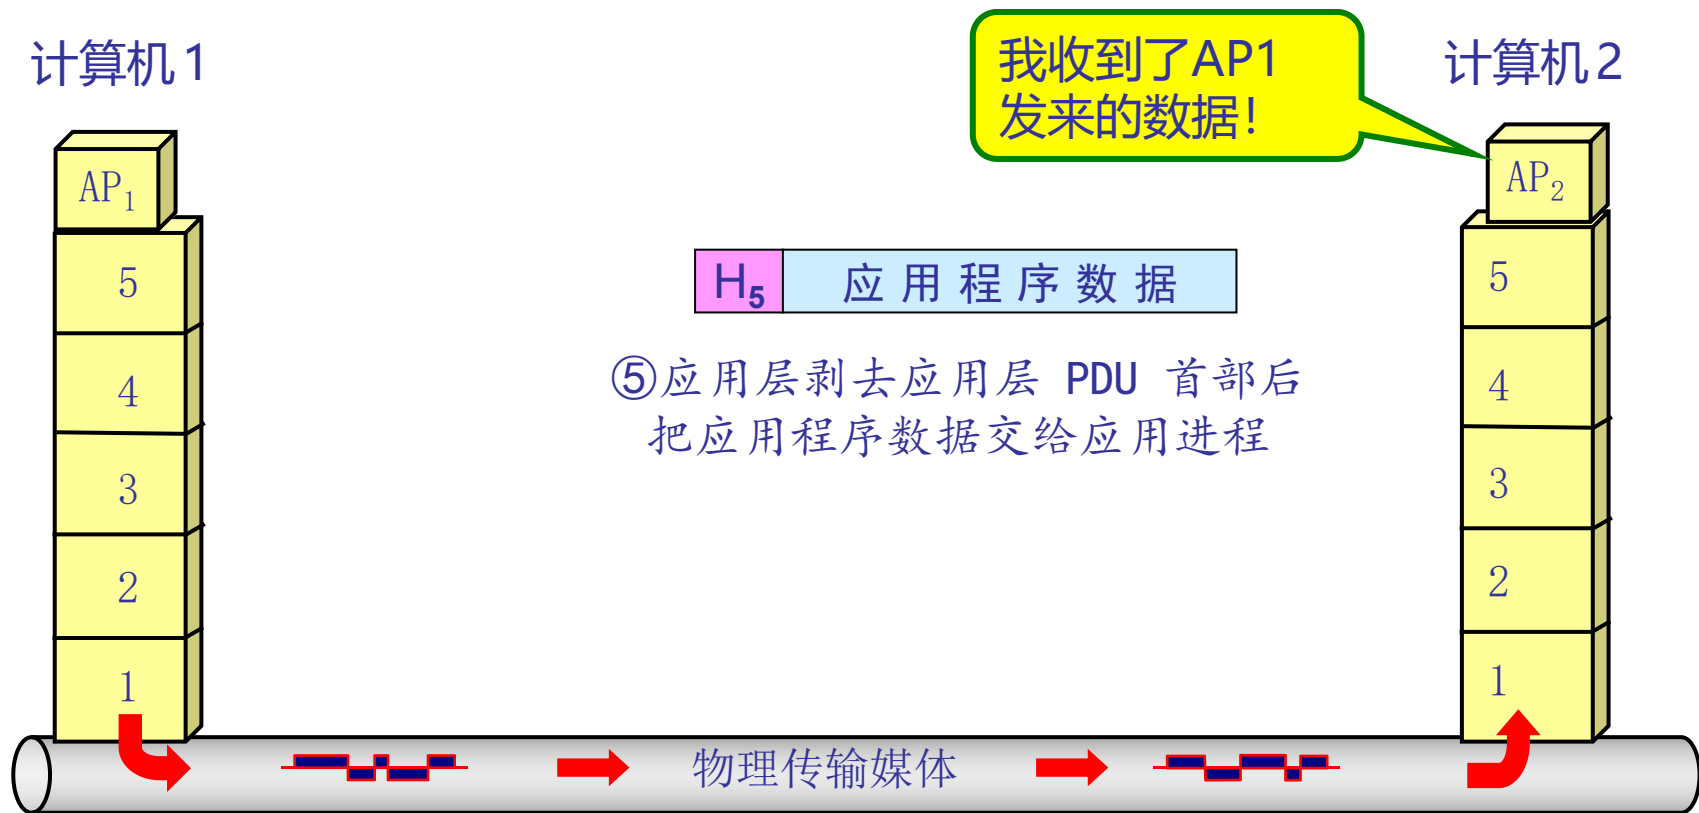 计算机1
我收到了AP1
发来的数据！
计算机2
AP1
AP2
H5 应用程序数据
⑤应用层剥去应用层 PDU 首部后
把应用程序数据交给应用进程
5
4
3
2
1
5
4
3
2
1
物理传输媒体